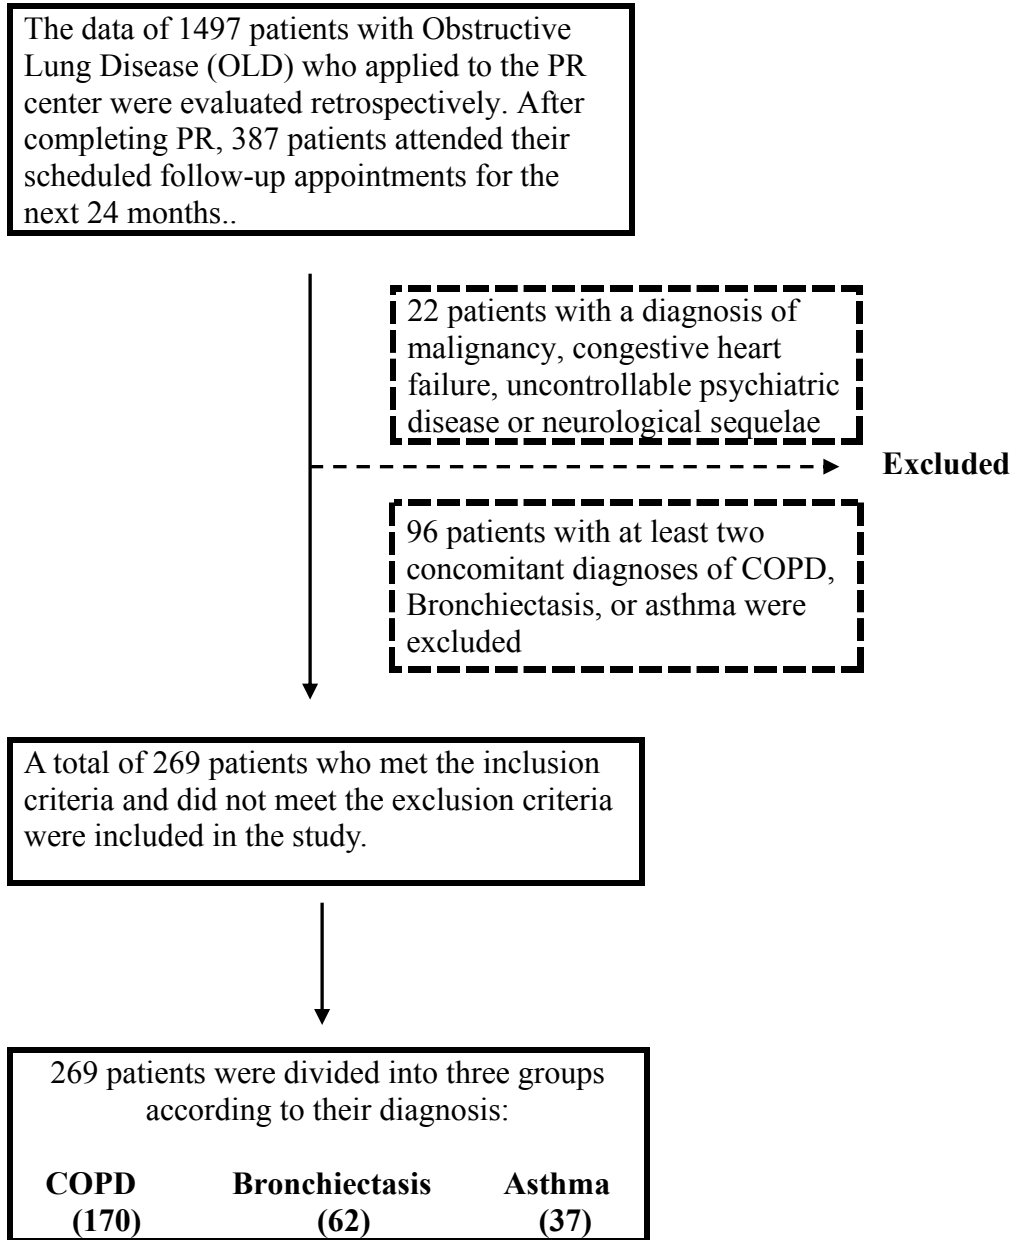 The data of 1497 patients with Obstructive
Lung Disease (OLD) who applied to the PR
center were evaluated retrospectively. After
completing PR, 387 patients attended their
scheduled follow-up appointments for the
next 24 months..
22 patients with a diagnosis of
malignancy, congestive heart
failure, uncontrollable psychiatric
disease or neurological sequelae
Excluded
96 patients with at least two
concomitant diagnoses of COPD,
Bronchiectasis, or asthma were
excluded
A total of 269 patients who met the inclusion
criteria and did not meet the exclusion criteria
were included in the study.
269 patients were divided into three groups
according to their diagnosis:
COPD Bronchiectasis Asthma
(170) (62) (37)